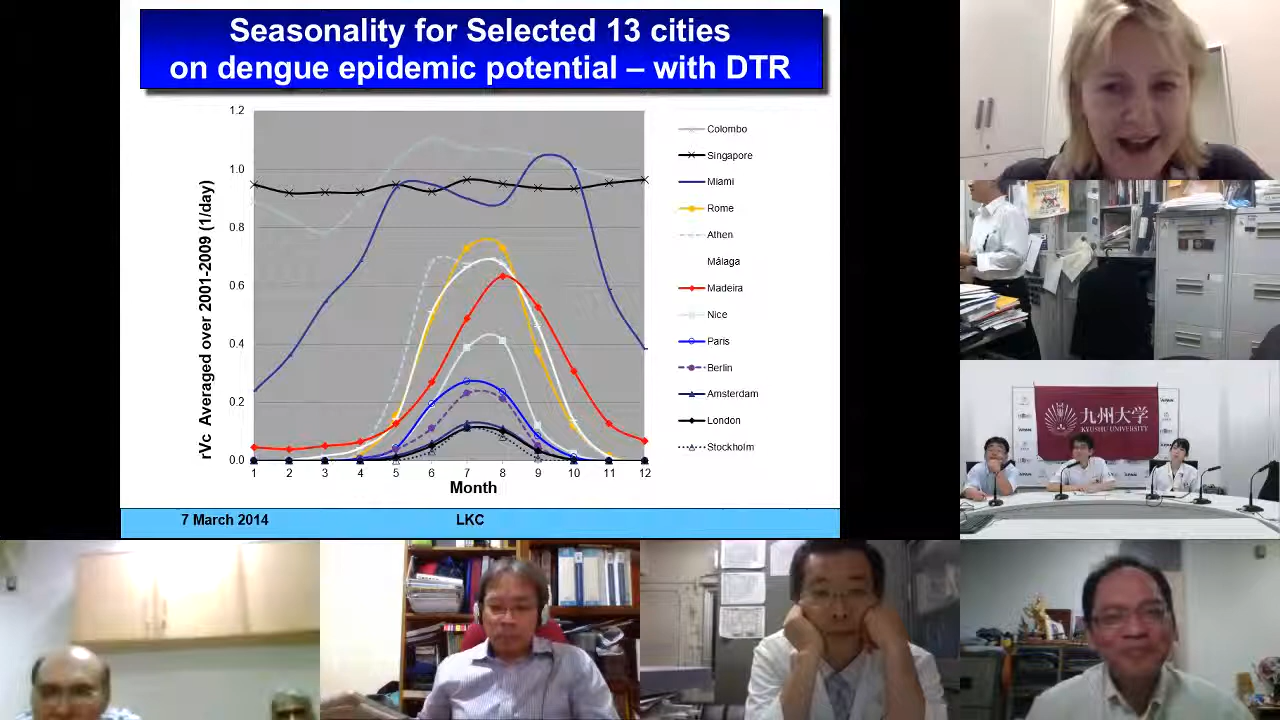 Seasonality for Selected 13 cities
on dengue epidemic potential – with DTR
rVc Averaged over 2001-2009 (1/day)
1.2
1.0
0.8
0.6
0.4
0.2
0.0
1 2 3 4 5 6 7 8 9 10 11 12
Month
Colombo
Singapore
Miami
Rome
Athen
Málaga
Madeira
Nice
Paris
Berlin
Amsterdam
London
Stockholm
7 March 2014 LKC
九州大学
KYUSHU UNIVERSITY